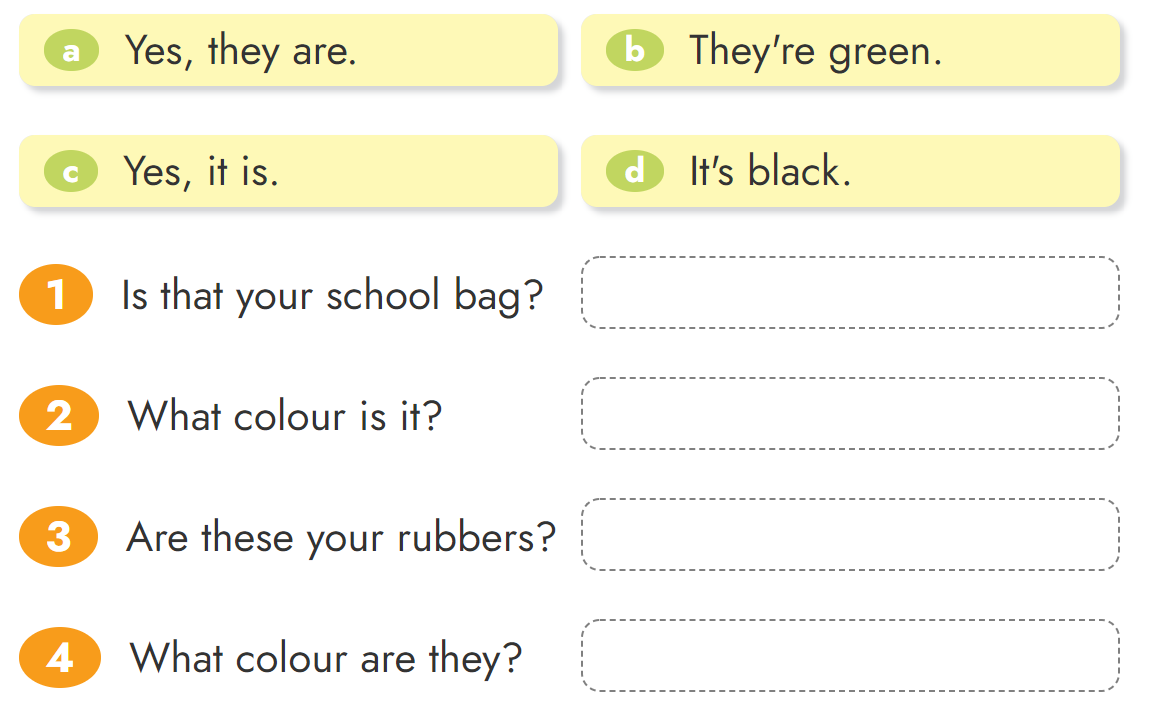 a Yes, they are.
b They're green.
c Yes, it is.
d It's black.
1 Is that your school bag?
2 What colour is it?
3 Are these your rubbers?
4 What colour are they?